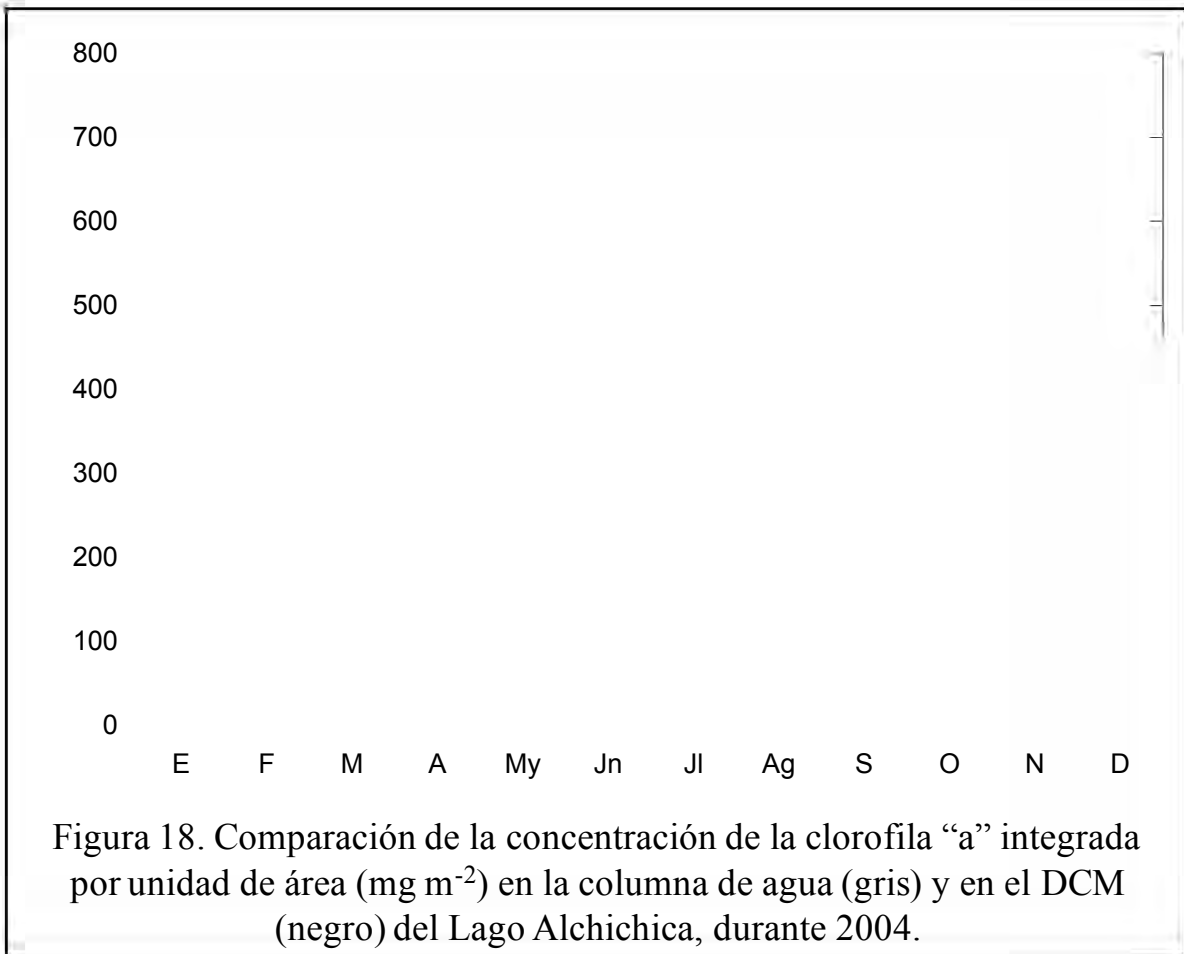 800
700
600
500
400
300
200
100
0
E F M A My Jn Jl Ag S O N D
Figura 18. Comparación de la concentración de la clorofila “a” integrada
por unidad de área (mg m-2) en la columna de agua (gris) y en el DCM
(negro) del Lago Alchichica, durante 2004.